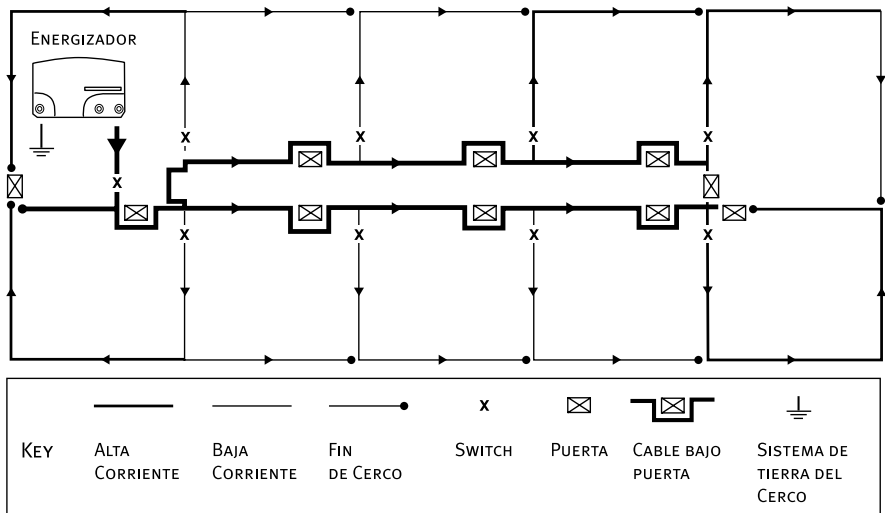 ENERGIZADOR
x x x x
x
x x x x
KEY
ALTA
CORRIENTE
BAJA
CORRIENTE
FIN
DE CERCO
x
SWITCH
PUERTA
CABLE BAJO
PUERTA
SISTEMA DE
TIERRA DEL
CERCO